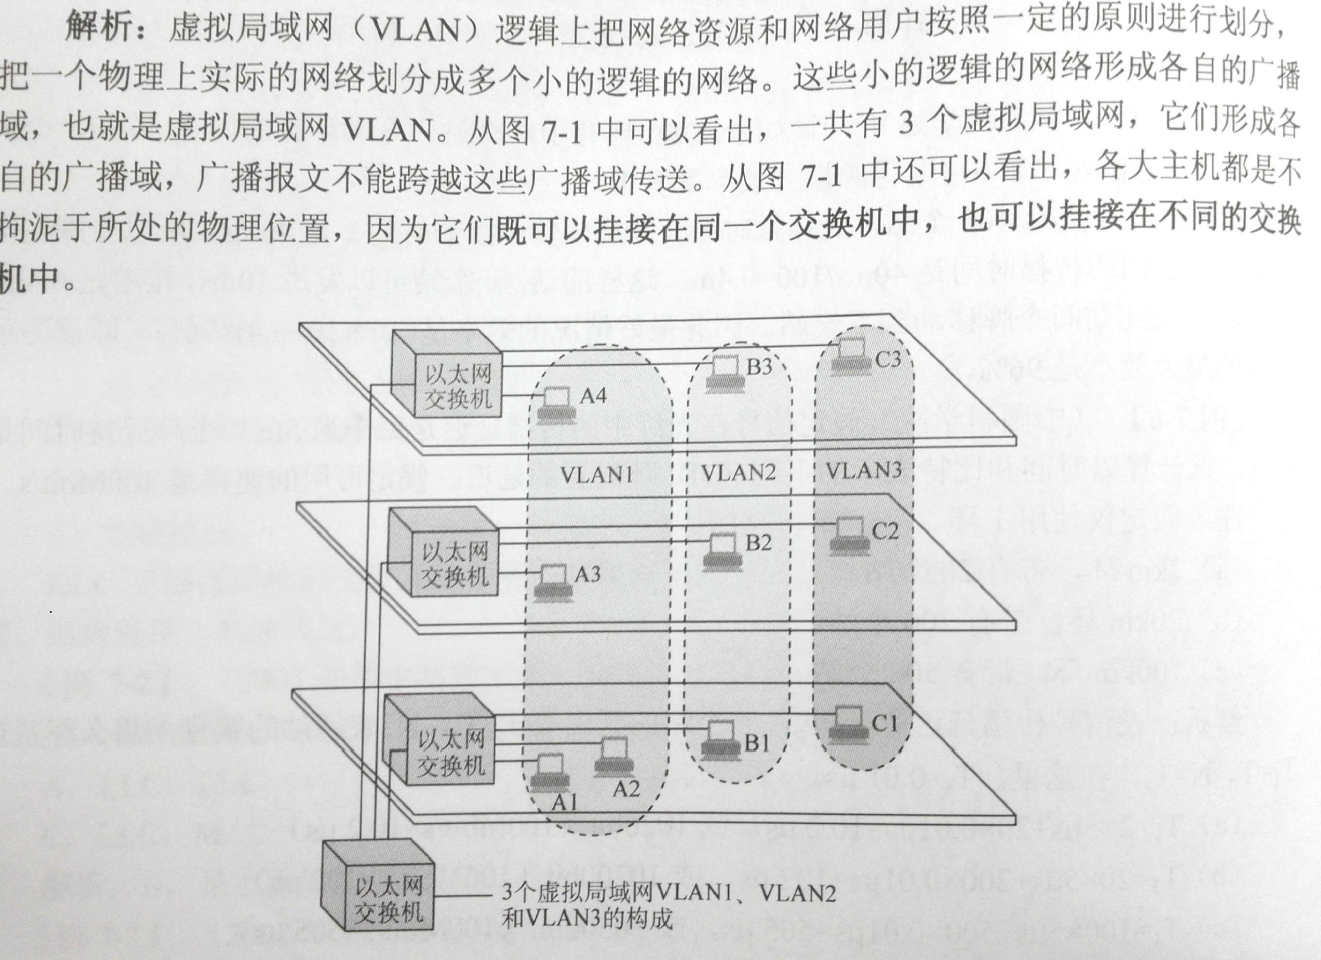 解析：虚拟局域网（VLAN）逻辑上把网络资源和网络用户按照一定的原则进行划分，
把一个物理上实际的网络划分成多个小的逻辑的网络。这些小的逻辑的网络形成各自的广播
域，也就是虚拟局域网 VLAN。从图 7-1 中可以看出，一共有 3 个虚拟局域网，它们形成各
自的广播域，广播报文不能跨越这些广播域传送。从图 7-1 中还可以看出，各大主机都是不
拘泥于所处的物理位置，因为它们既可以挂接在同一个交换机中，也可以挂接在不同的交换
机中。
以太网
交换机
A4
B3
C3
VLAN1
VLAN2
VLAN3
以太网
交换机
A3
B2
C2
以太网
交换机
A1
A2
B1
C1
以太网
交换机
3个虚拟局域网VLAN1、VLAN2
和VLAN3的构成